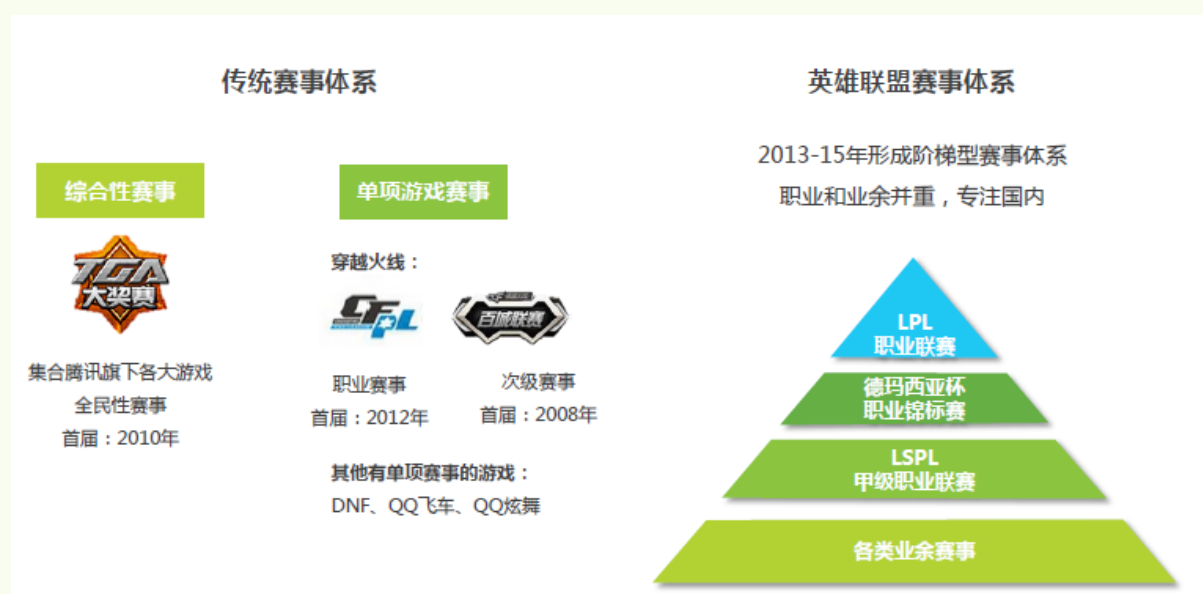 传统赛事体系
综合性赛事
TGA
大奖赛
集合腾讯旗下各大游戏
全民性赛事
首届：2010年
单项游戏赛事
穿越火线：
CFPL
职业赛事
首届：2012年
百城联赛
次级赛事
首届：2008年
其他有单项赛事的游戏：
DNF、QQ飞车、QQ炫舞
英雄联盟赛事体系
2013-15年形成阶梯型赛事体系
职业和业余并重，专注国内
LPL
职业联赛
德玛西亚杯
职业锦标赛
LSPL
甲级职业联赛
各类业余赛事